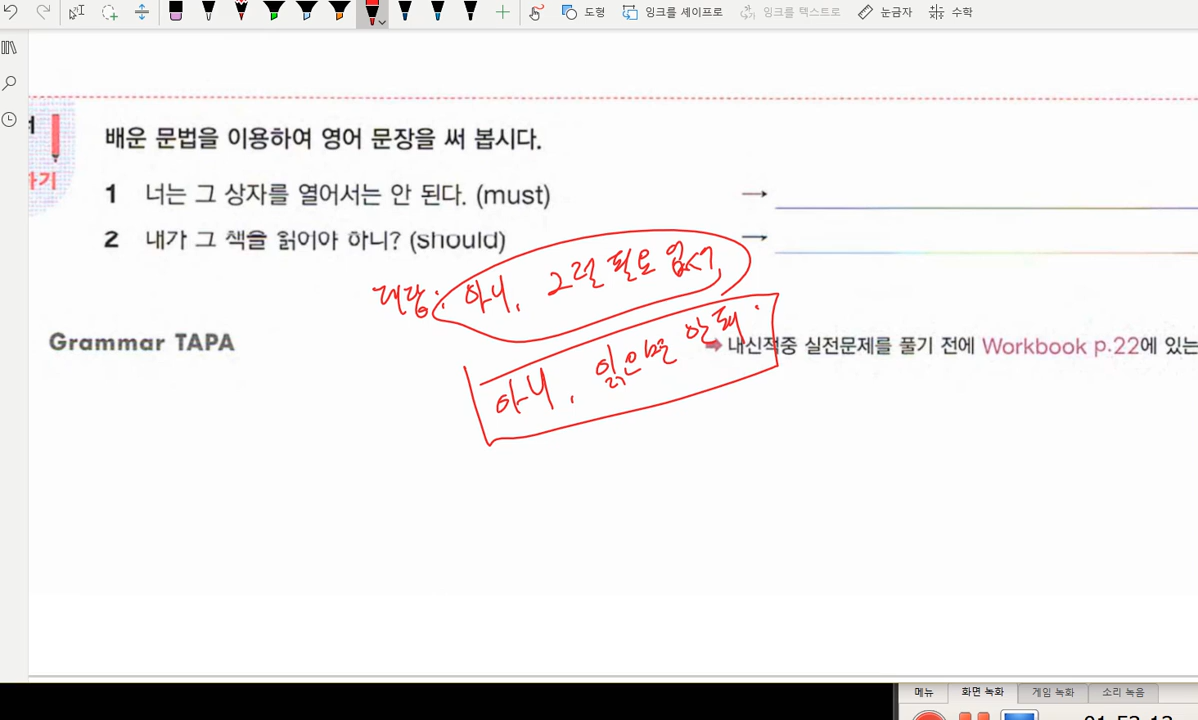 도형 잉크를 셰이프로 잉크를 텍스트로 눈금자 수학
배운 문법을 이용하여 영어 문장을 써 봅시다.
하기
1 너는 그 상자를 열어서는 안 된다. (must) →
2 내가 그 책을 읽어야 하니? (should) →
대답: 아니, 그럴 필요 없어
아니, 읽으면 안돼.
Grammar TAPA
➡ 내신적중 실전문제를 풀기 전에 Workbook p.22에 있는
메뉴 화면 녹화 게임 녹화 소리 녹음